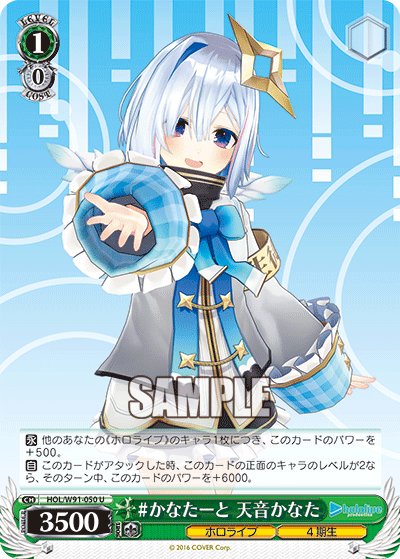 LEVEL
1
0
COST
SAMPLE
永 他のあなたの《ホロライブ》のキャラ1枚につき、このカードのパワーを
+500。
自 このカードがアタックした時、このカードの正面のキャラのレベルが2な
ら、そのターン中、このカードのパワーを+6000。
CH HOL/W91-050 U
3500
#かなたーと 天音かなた
hololive
ホロライブ
4期生
© 2016 COVER Corp.